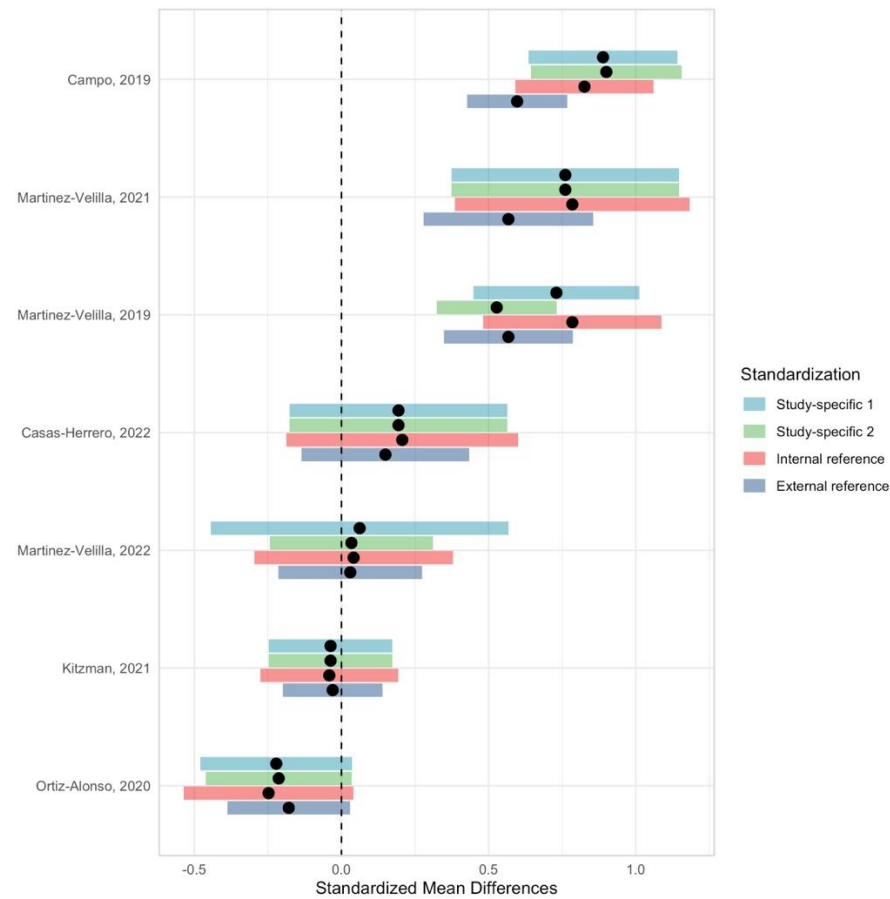 Campo, 2019
Martinez-Velilla, 2021
Martinez-Velilla, 2019
Casas-Herrero, 2022
Martinez-Velilla, 2022
Kitzman, 2021
Ortiz-Alonso, 2020
-0.5 0.0 0.5 1.0
Standardized Mean Differences
Standardization
Study-specific 1
Study-specific 2
Internal reference
External reference